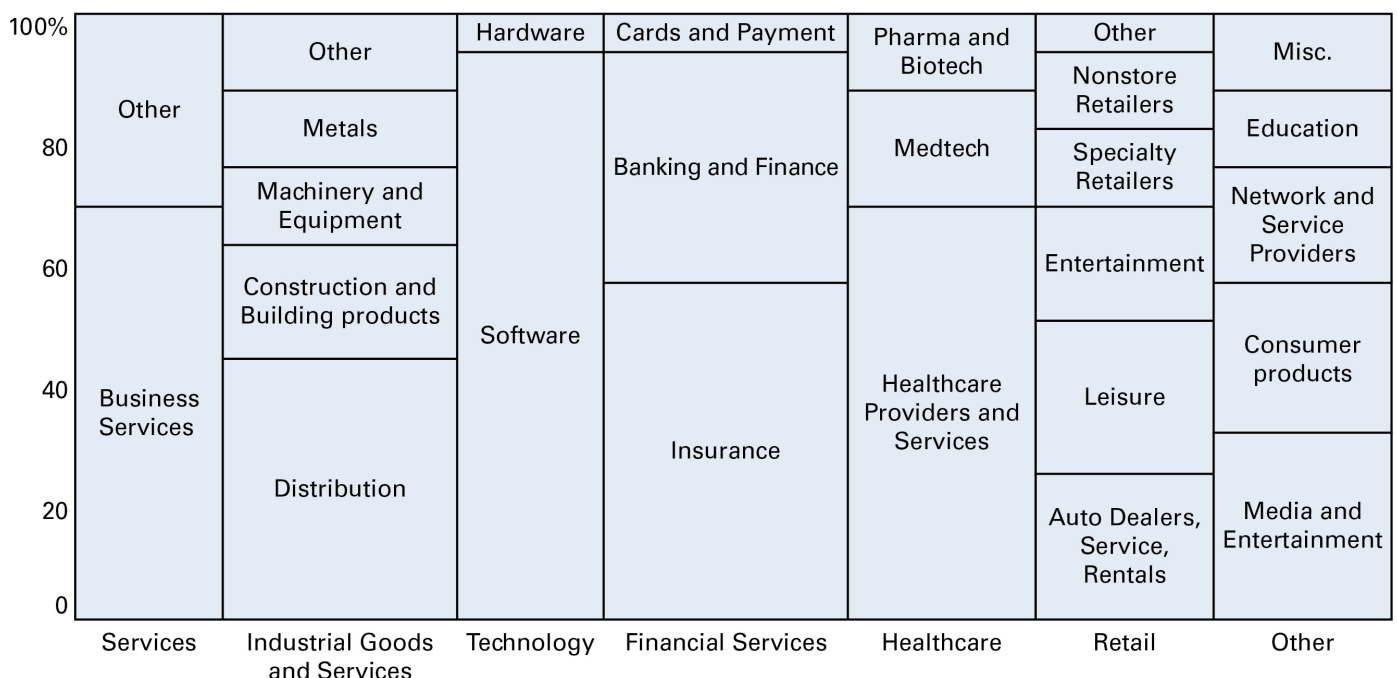 100%
80
60
40
20
0
Other
Business
Services
Services
Other
Metals
Machinery and
Equipment
Construction and
Building products
Distribution
Industrial Goods
and Services
Hardware
Software
Technology
Cards and Payment
Banking and Finance
Insurance
Financial Services
Pharma and
Biotech
Medtech
Healthcare
Providers and
Services
Healthcare
Other
Nonstore
Retailers
Specialty
Retailers
Entertainment
Leisure
Auto Dealers,
Service,
Rentals
Retail
Misc.
Education
Network and
Service
Providers
Consumer
products
Media and
Entertainment
Other